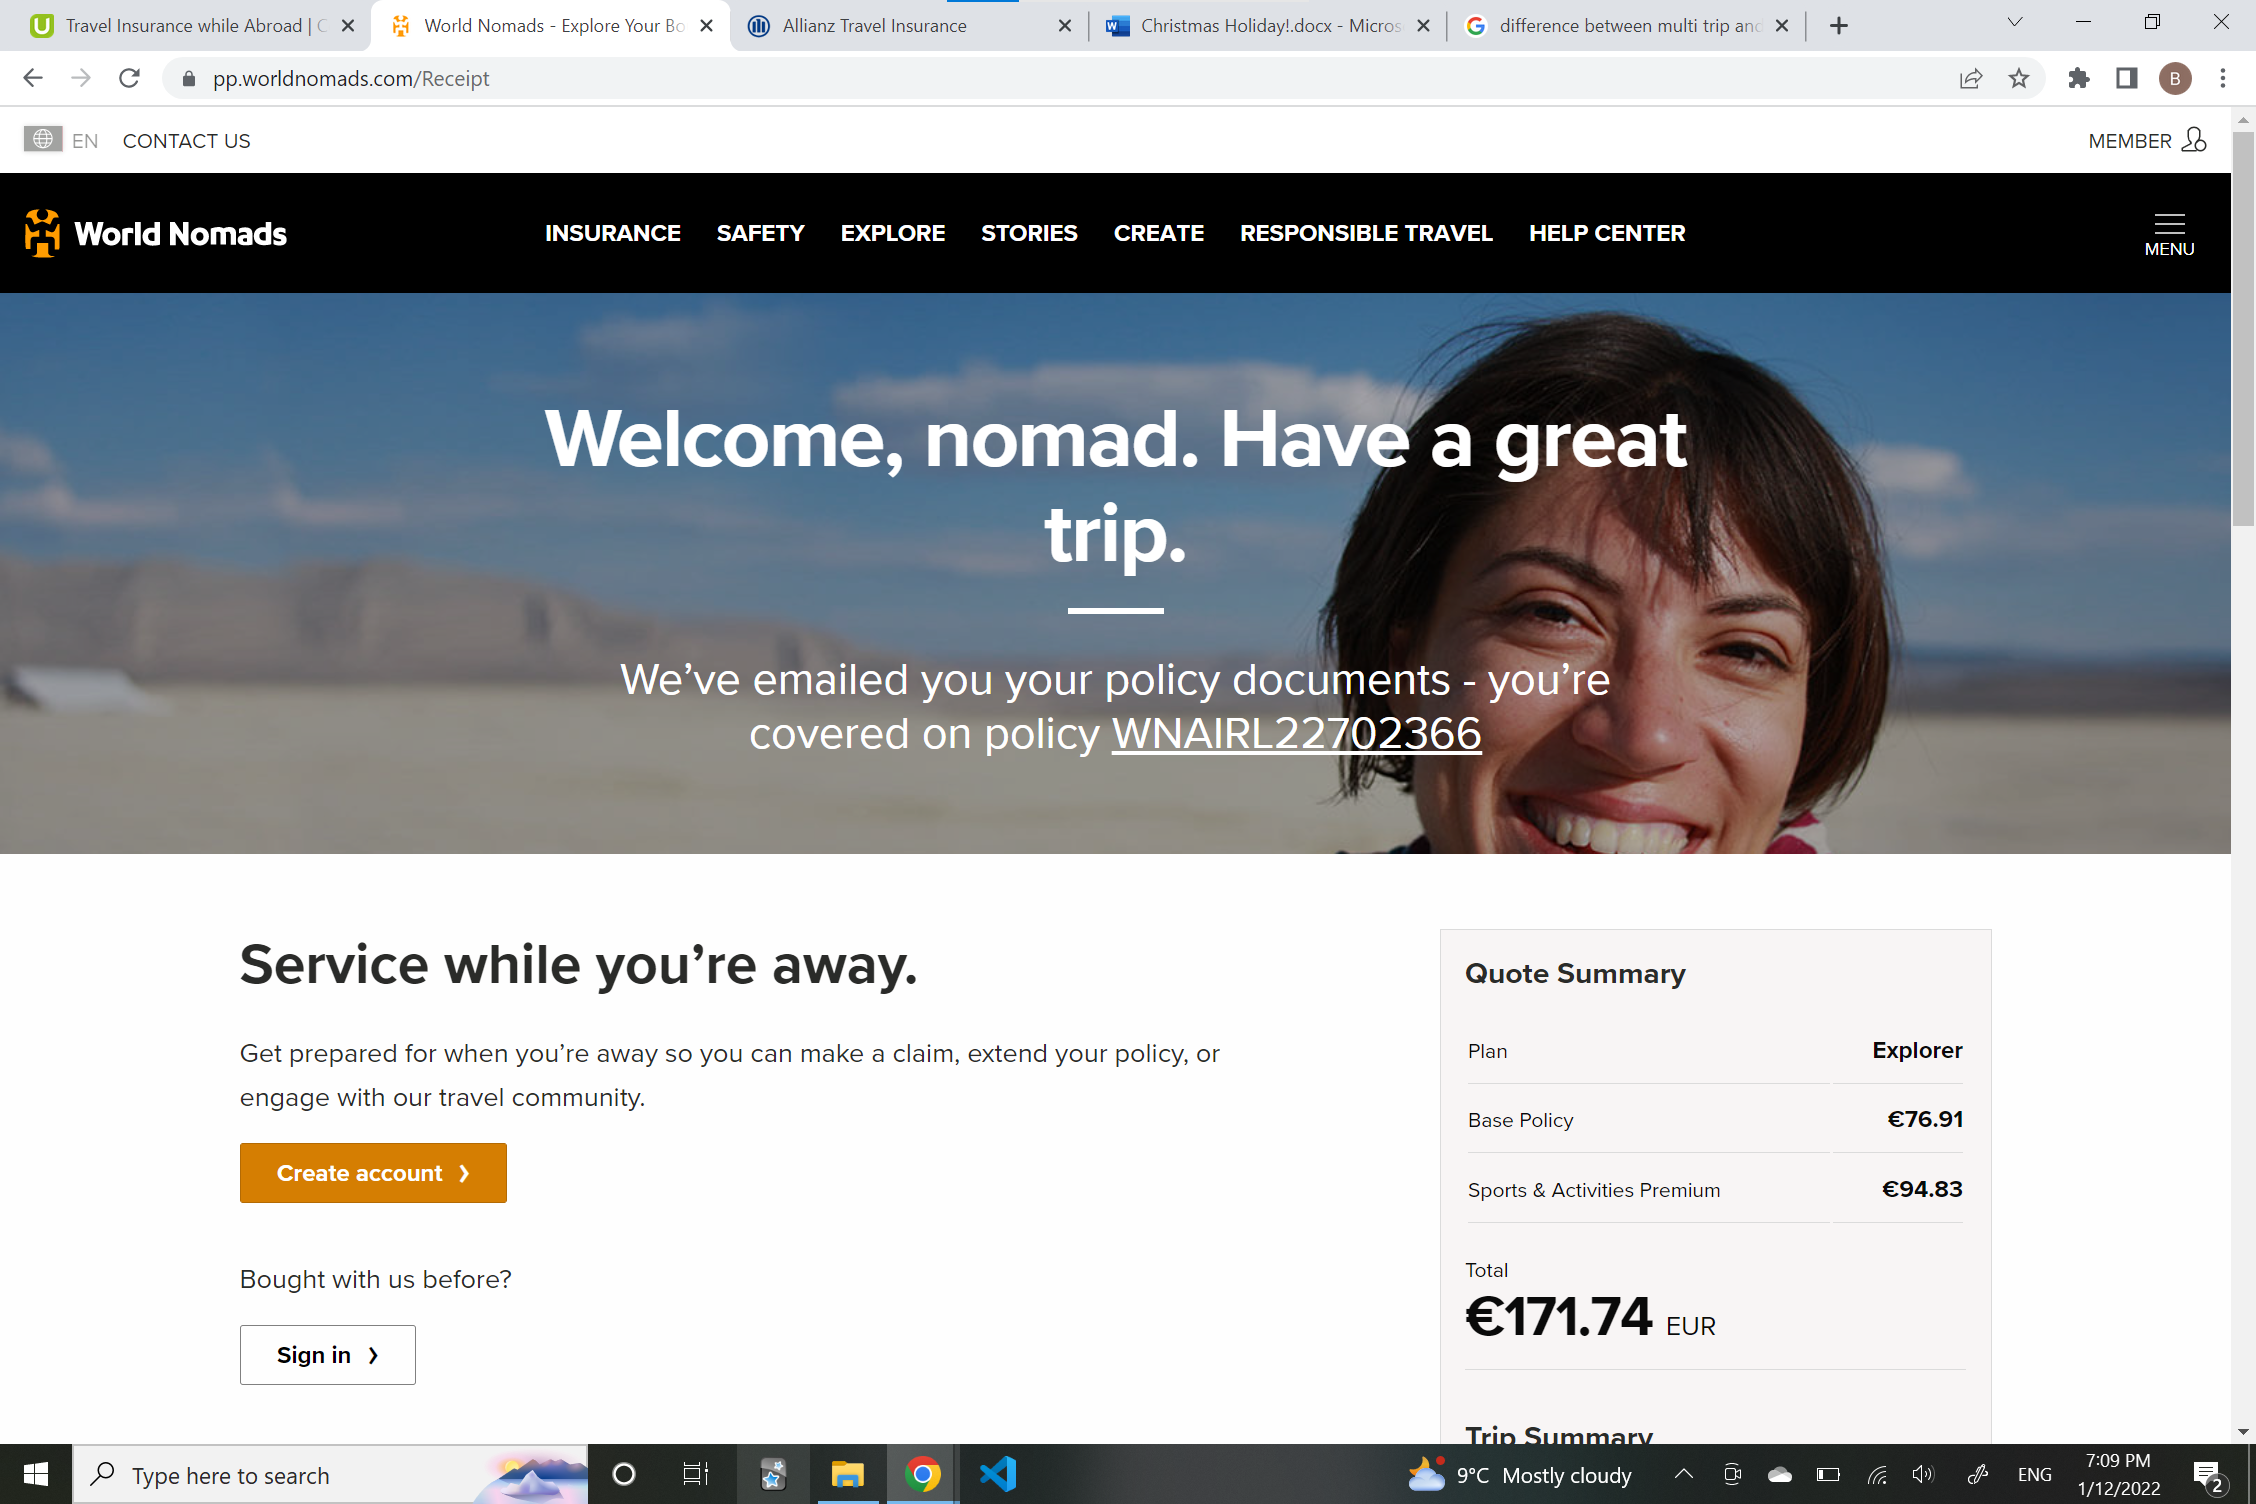 Travel Insurance while Abroad |
World Nomads - Explore Your Bo
Allianz Travel Insurance
Christmas Holiday!.docx - Micros
difference between multi trip and
pp.worldnomads.com/Receipt
B
EN CONTACT US
MEMBER
World Nomads
INSURANCE SAFETY EXPLORE STORIES CREATE RESPONSIBLE TRAVEL HELP CENTER
MENU
Welcome, nomad. Have a great
trip.
We’ve emailed you your policy documents - you’re
covered on policy WNAIRL22702366
Service while you’re away.
Get prepared for when you’re away so you can make a claim, extend your policy, or
engage with our travel community.
Create account
Bought with us before?
Sign in
Quote Summary
Plan Explorer
Base Policy €76.91
Sports & Activities Premium €94.83
Total
€171.74 EUR
Trip Summary
Type here to search
9°C Mostly cloudy
ENG
7:09 PM
1/12/2022
2